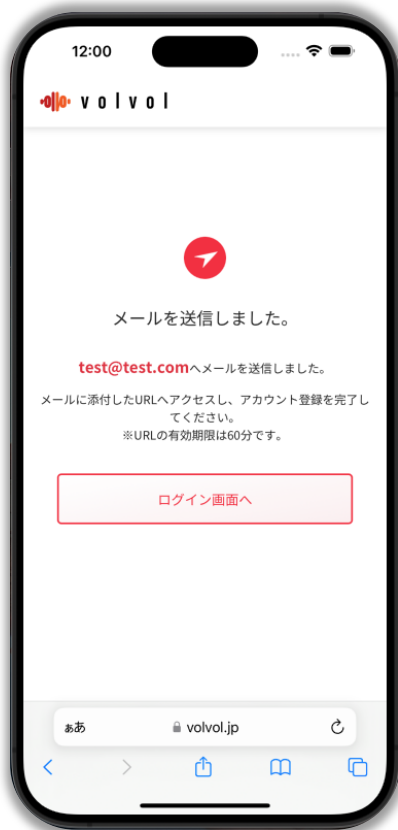 12:00
volvol
メールを送信しました。
test@test.comへメールを送信しました。
メールに添付したURLへアクセスし、アカウント登録を完了し
てください。
※URLの有効期限は60分です。
ログイン画面へ
ぁあ
volvol.jp